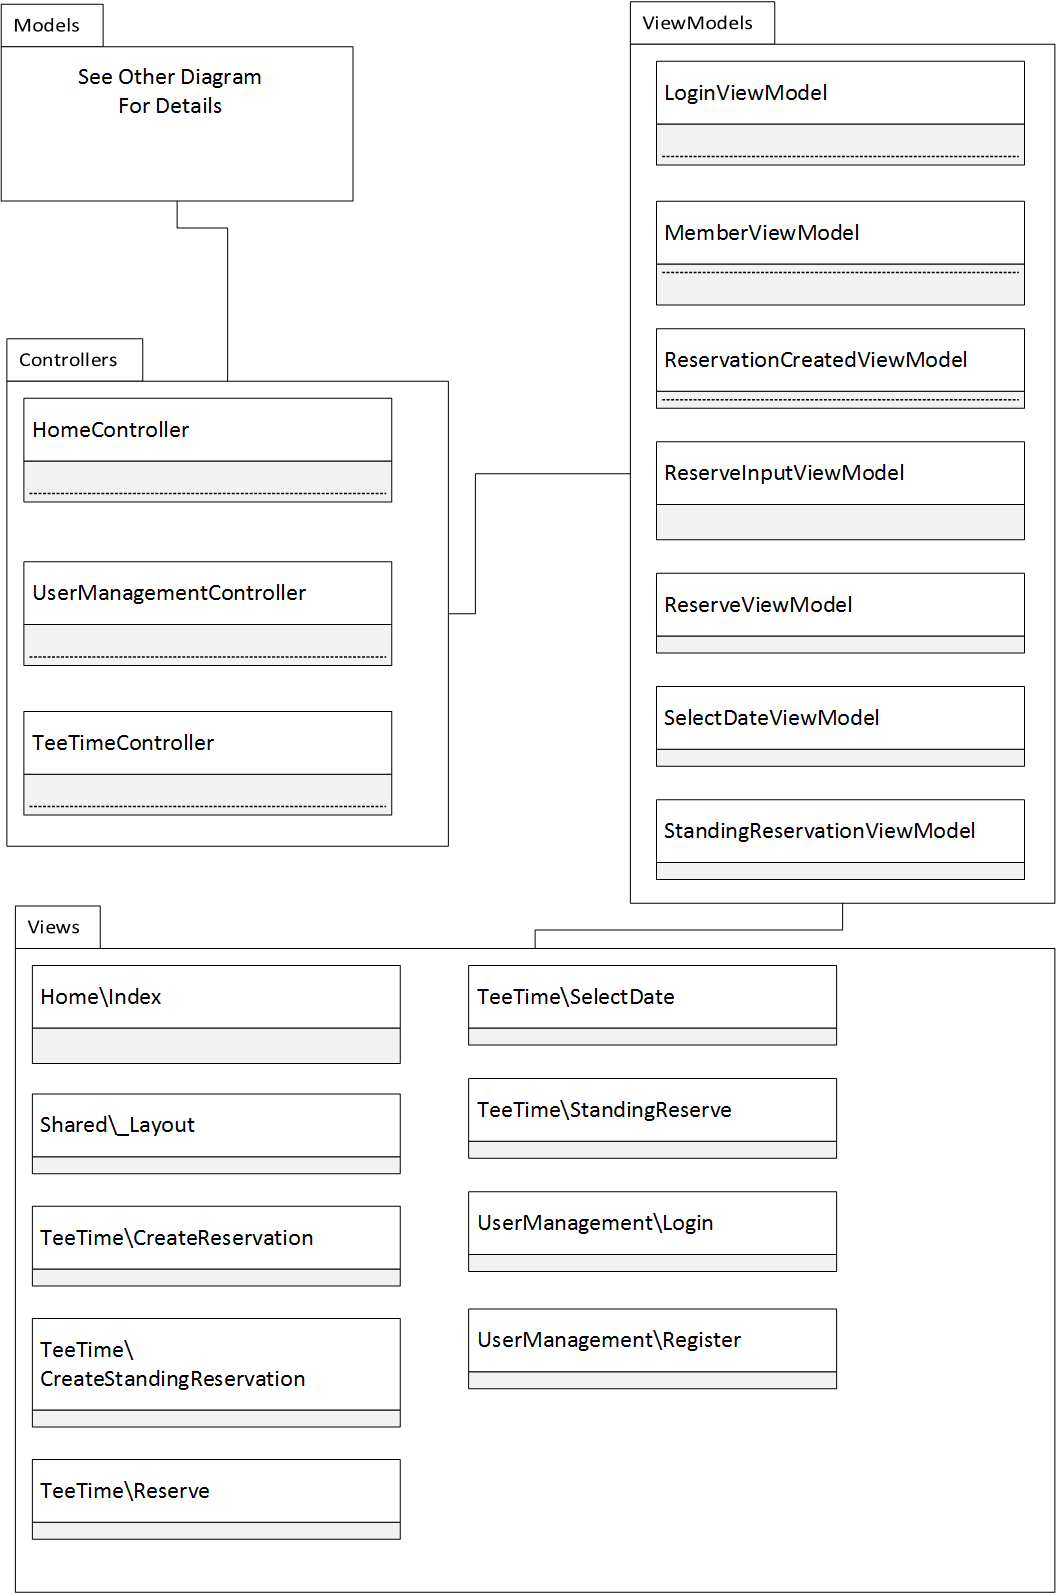 Models
See Other Diagram
For Details
ViewModels
LoginViewModel
MemberViewModel
ReservationCreatedViewModel
ReserveInputViewModel
ReserveViewModel
SelectDateViewModel
StandingReservationViewModel
Controllers
HomeController
UserManagementController
TeeTimeController
Views
Home\Index
Shared\_Layout
TeeTime\CreateReservation
TeeTime\
CreateStandingReservation
TeeTime\Reserve
TeeTime\SelectDate
TeeTime\StandingReserve
UserManagement\Login
UserManagement\Register